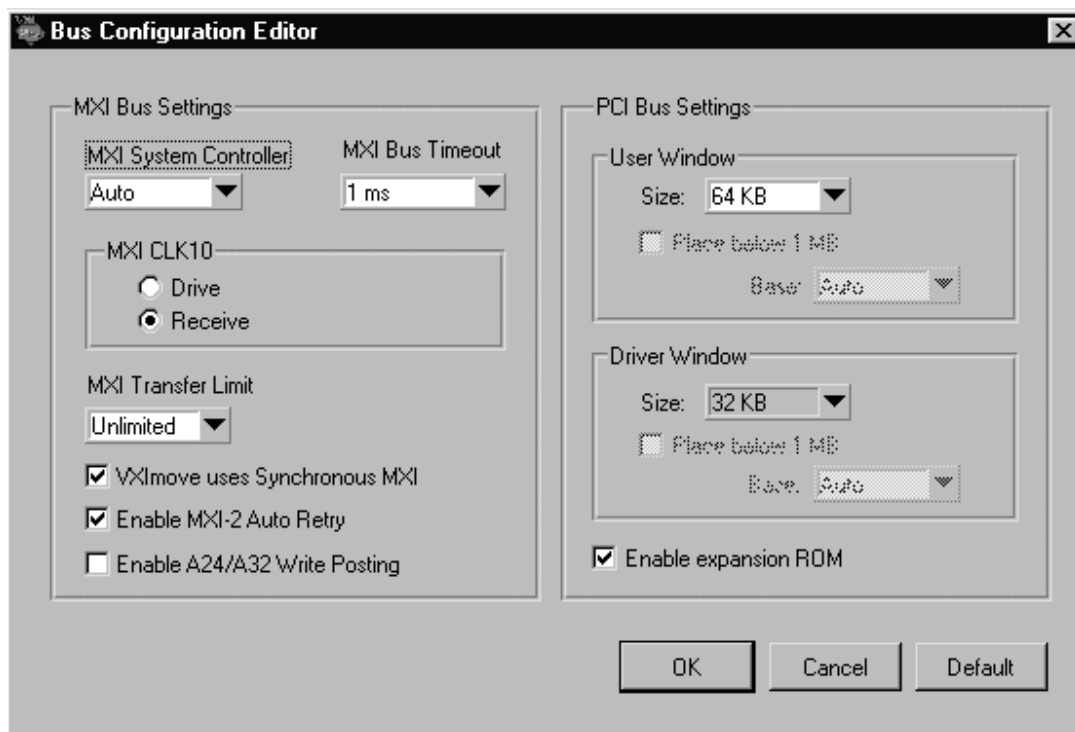 Bus Configuration Editor
MXI Bus Settings
MXI System Controller
Auto
MXI Bus Timeout
1 ms
MXI CLK10
Drive
Receive
MXI Transfer Limit
Unlimited
VXImove uses Synchronous MXI
Enable MXI-2 Auto Retry
Enable A24/A32 Write Posting
PCI Bus Settings
User Window
Size: 64 KB
Place below 1 MB
Base: Auto
Driver Window
Size: 32 KB
Place below 1 MB
Base: Auto
Enable expansion ROM
OK
Cancel
Default